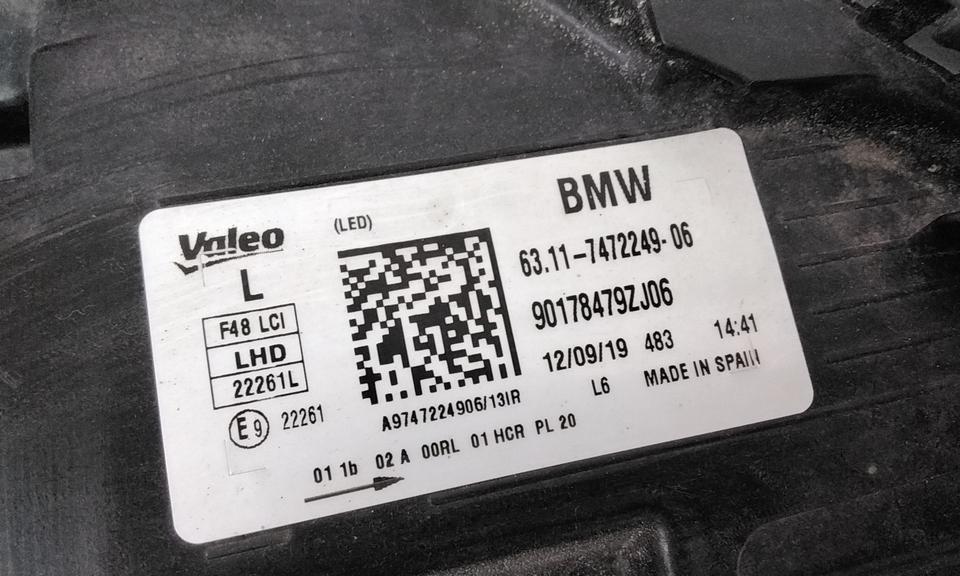 Valeo
(LED)
BMW
L
63.11-7472249-06
F48 LCI
90178479ZJ06
LHD
12/09/19 483 14:41
22261L
L6 MADE IN SPAIN
E9 22261
A9747224906/13IR
01 1b 02 A 00RL 01 HCR PL 20